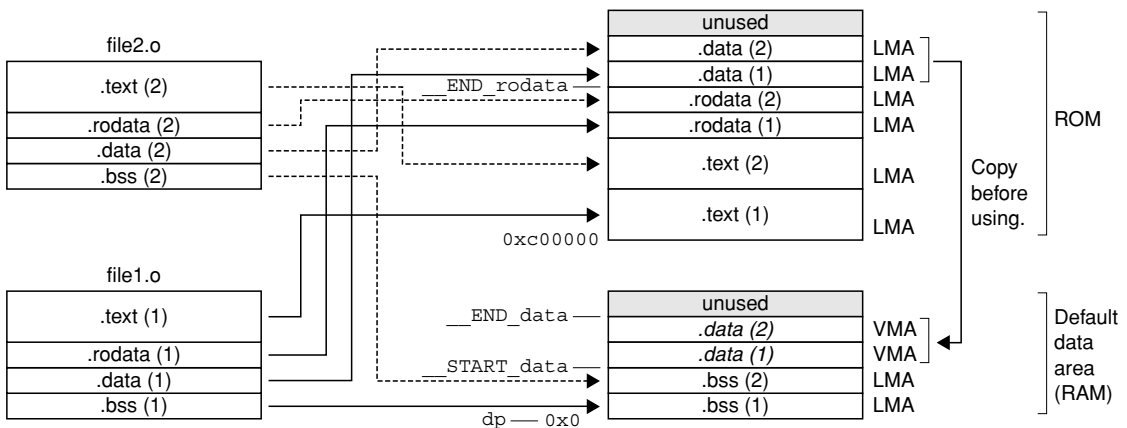 file2.o
.text (2)
.rodata (2)
.data (2)
.bss (2)
file1.o
.text (1)
.rodata (1)
.data (1)
.bss (1)
__END_rodata
0xc00000
__END_data
__START_data
dp 0x0
unused
.data (2) LMA
.data (1) LMA
.rodata (2) LMA
.rodata (1) LMA
.text (2) LMA
.text (1) LMA
unused
.data (2) VMA
.data (1) VMA
.bss (2) LMA
.bss (1) LMA
Copy
before
using.
ROM
Default
data
area
(RAM)